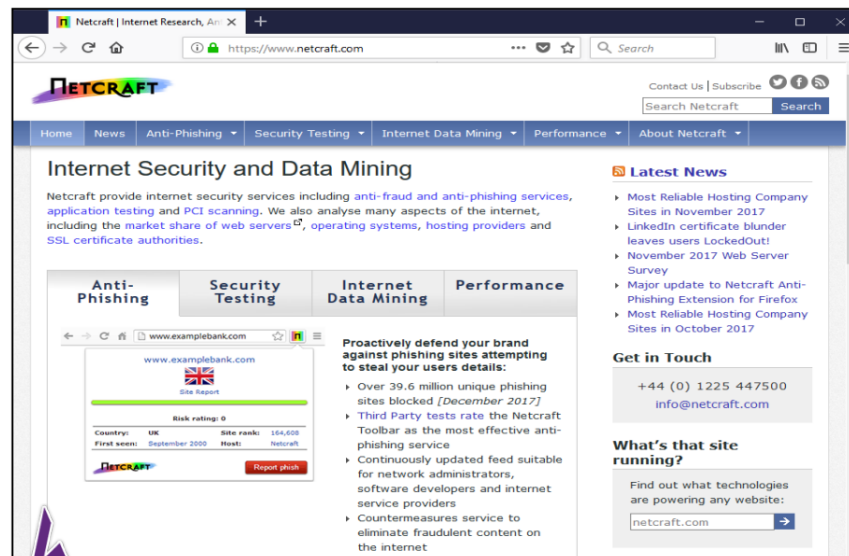 Netcraft | Internet Research, An
https://www.netcraft.com
Search
NETCRAFT
Contact Us | Subscribe
Search Netcraft
Search
Home News Anti-Phishing Security Testing Internet Data Mining Performance About Netcraft
Internet Security and Data Mining
Netcraft provide internet security services including anti-fraud and anti-phishing services,
application testing and PCI scanning. We also analyse many aspects of the internet,
including the market share of web servers, operating systems, hosting providers and
SSL certificate authorities.
Anti-
Phishing
Security
Testing
Internet
Data Mining
Performance
www.examplebank.com
www.examplebank.com
Site Report
Risk rating: 0
Country: UK Site rank: 164,608
First seen: September 2000 Host: Netcraft
NETCRAFT
Report phish
Proactively defend your brand
against phishing sites attempting
to steal your users details:
Over 39.6 million unique phishing
sites blocked [December 2017]
Third Party tests rate the Netcraft
Toolbar as the most effective anti-
phishing service
Continuously updated feed suitable
for network administrators,
software developers and internet
service providers
Countermeasures service to
eliminate fraudulent content on
the internet
Latest News
Most Reliable Hosting Company
Sites in November 2017
LinkedIn certificate blunder
leaves users LockedOut!
November 2017 Web Server
Survey
Major update to Netcraft Anti-
Phishing Extension for Firefox
Most Reliable Hosting Company
Sites in October 2017
Get in Touch
+44 (0) 1225 447500
info@netcraft.com
What's that site
running?
Find out what technologies
are powering any website:
netcraft.com